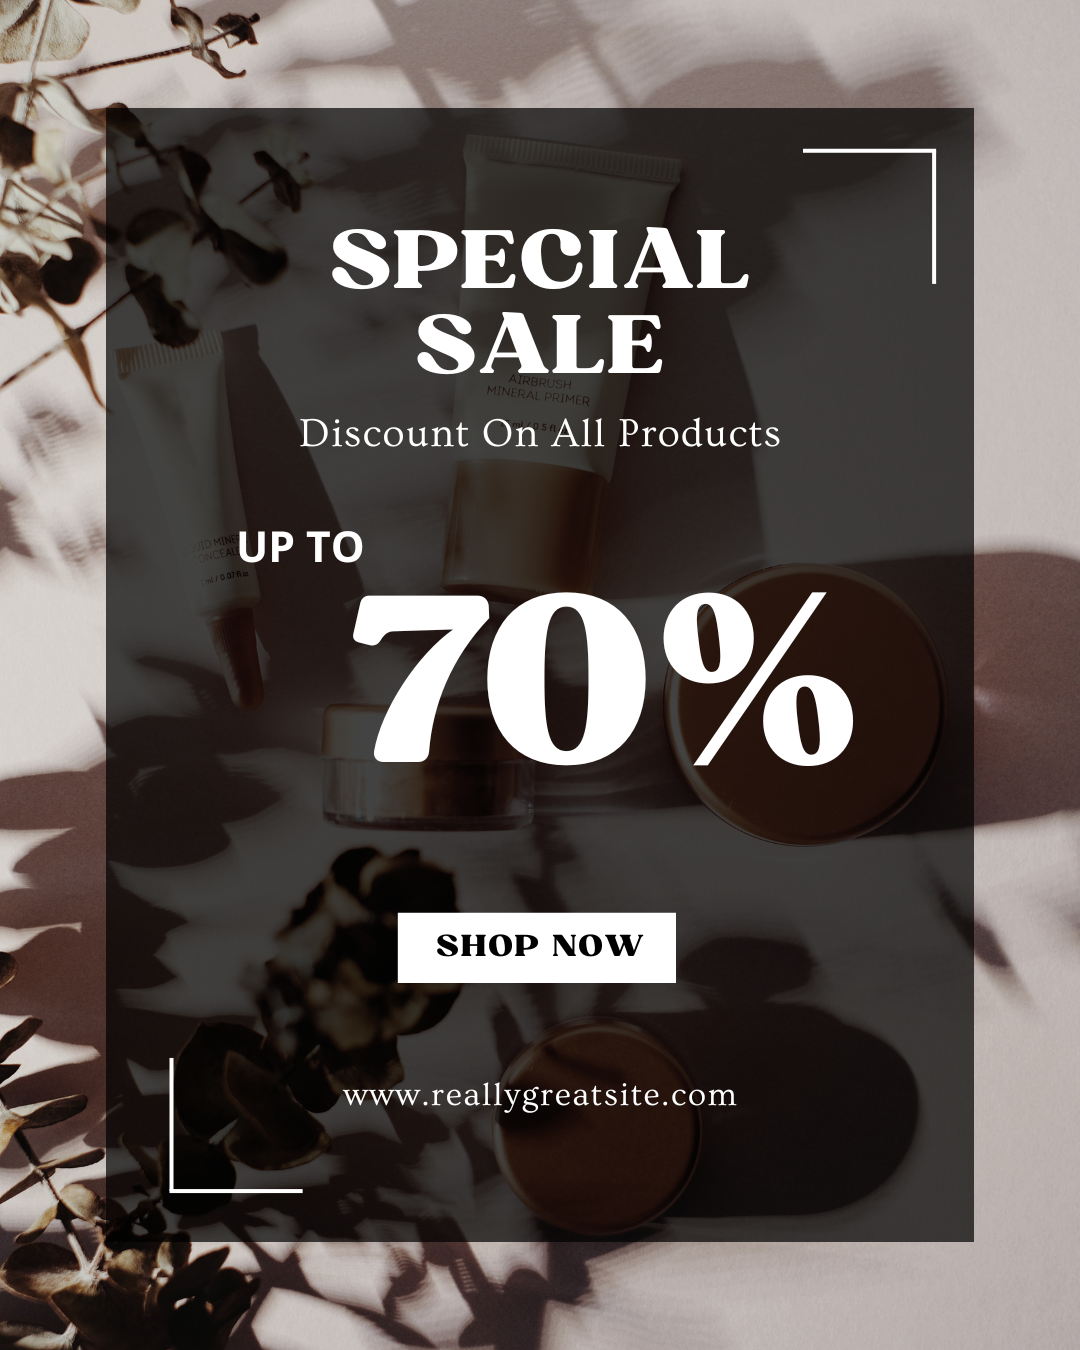 SPECIAL
SALE
AIRBRUSH
MINERAL PRIMER
Discount On All Products
UP TO
70%
SHOP NOW
www.reallygreatsite.com